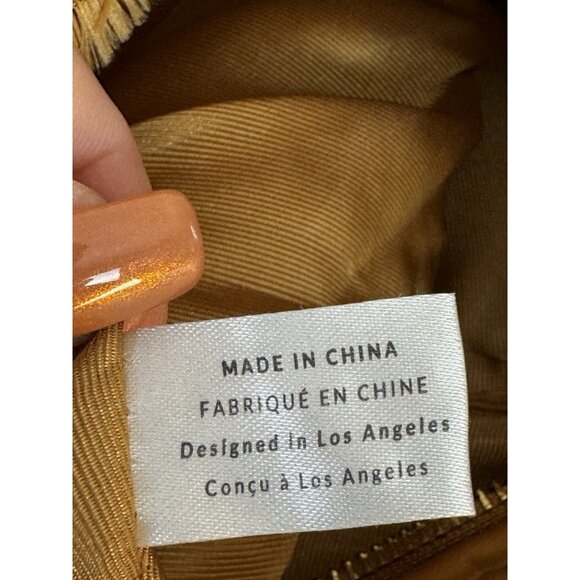 MADE IN CHINA
FABRIQUÉ EN CHINE
Designed in Los Angeles
Conçu à Los Angeles